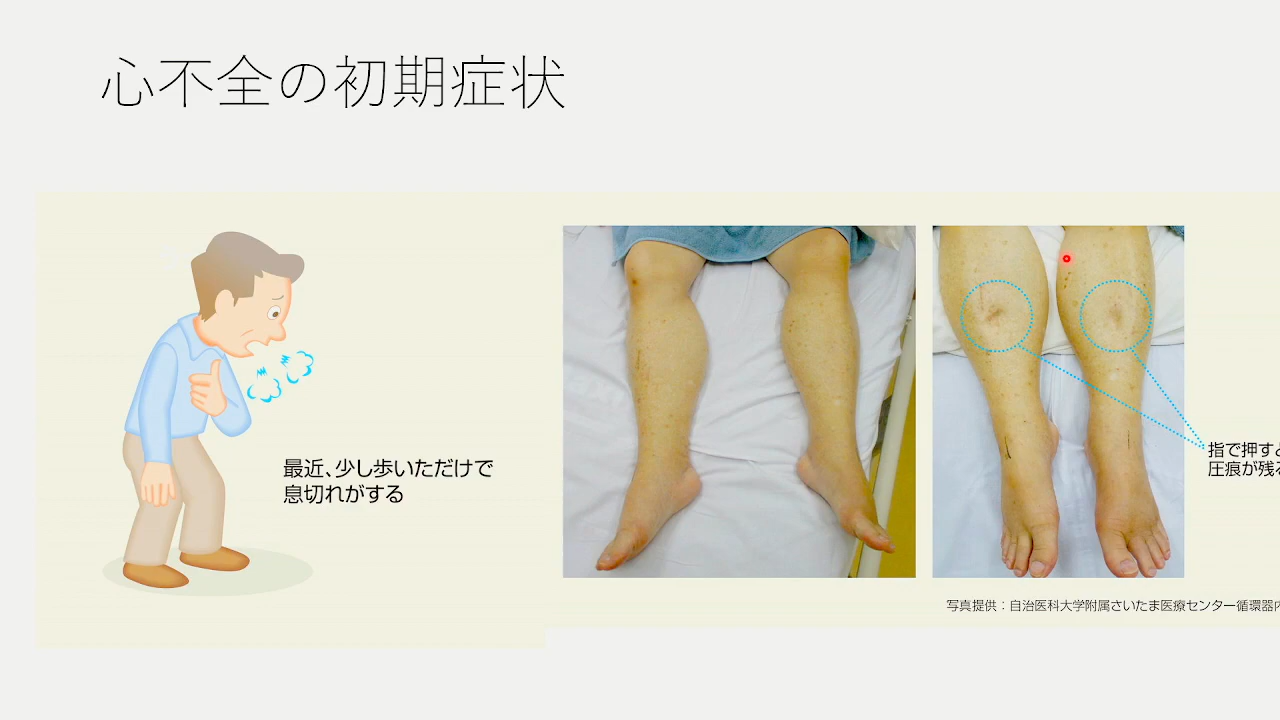 心不全の初期症状
最近、少し歩いただけで
息切れがする
指で押すと
圧痕が残る
写真提供：自治医科大学附属さいたま医療センター循環器内